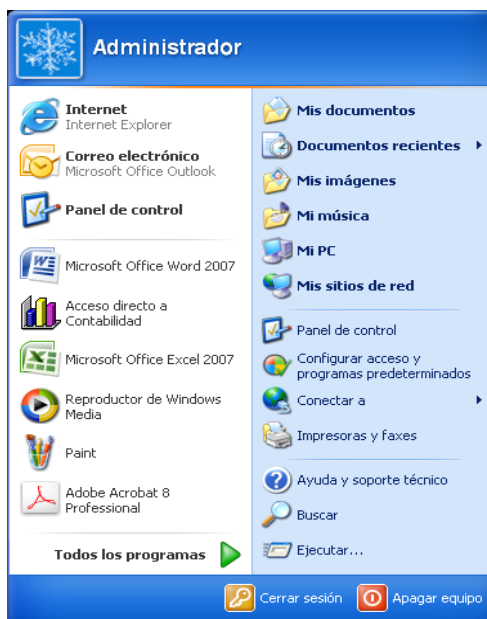 Administrador
Internet
Internet Explorer
Correo electrónico
Microsoft Office Outlook
Panel de control
Microsoft Office Word 2007
Acceso directo a
Contabilidad
Microsoft Office Excel 2007
Reproductor de Windows
Media
Paint
Adobe Acrobat 8
Professional
Todos los programas
Mis documentos
Documentos recientes
Mis imágenes
Mi música
Mi PC
Mis sitios de red
Panel de control
Configurar acceso y
programas predeterminados
Conectar a
Impresoras y faxes
Ayuda y soporte técnico
Buscar
Ejecutar...
Cerrar sesión
Apagar equipo